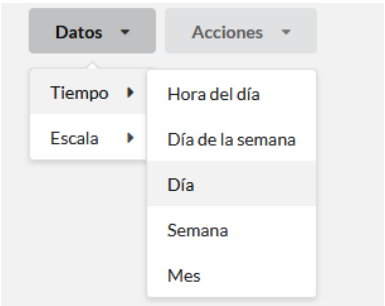 Datos
Acciones
Tiempo
Escala
Hora del día
Día de la semana
Día
Semana
Mes